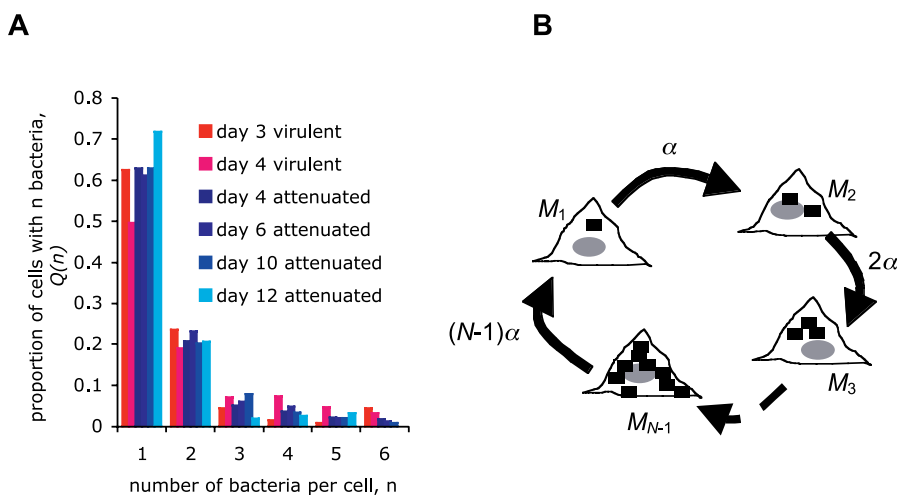 A
B
proportion of cells with n bacteria,
Q(n)
0.8
0.7
0.6
0.5
0.4
0.3
0.2
0.1
0
day 3 virulent
day 4 virulent
day 4 attenuated
day 6 attenuated
day 10 attenuated
day 12 attenuated
1 2 3 4 5 6
number of bacteria per cell, n
α
M1
M2
2α
M3
(N-1)α
MN-1